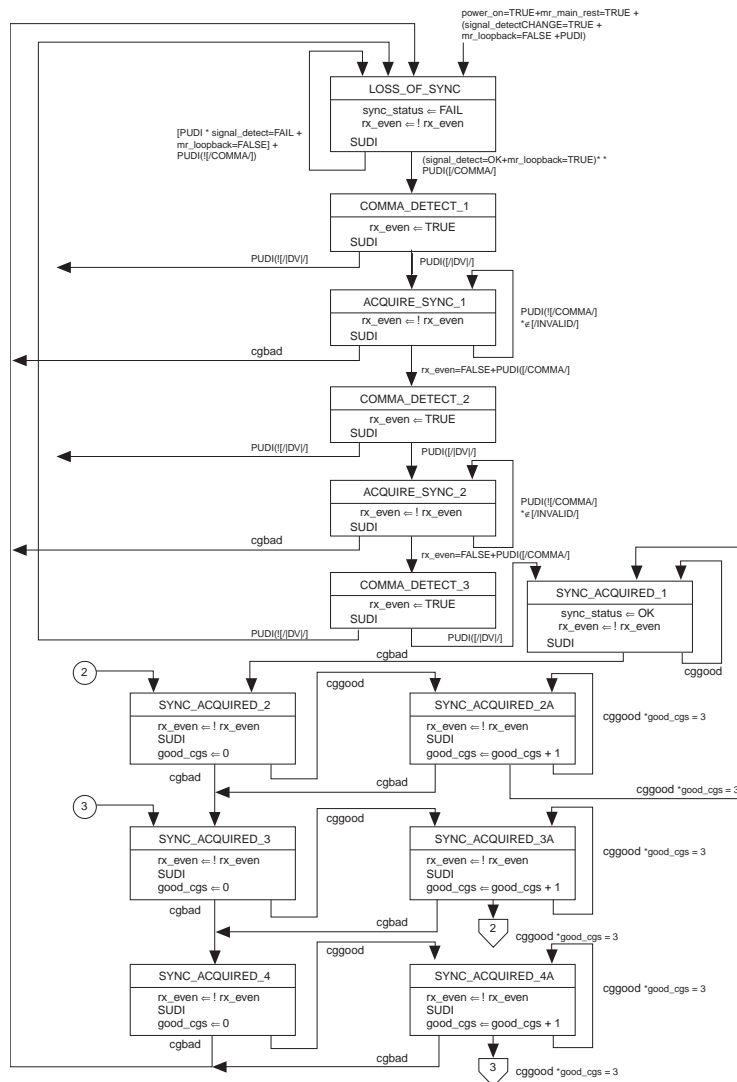 power_on=TRUE+mr_main_rest=TRUE +
(signal_detectCHANGE=TRUE +
mr_loopback=FALSE +PUDI)
LOSS_OF_SYNC
sync_status ⇐ FAIL
rx_even ⇐ ! rx_even
SUDI
[PUDI * signal_detect=FAIL +
mr_loopback=FALSE] +
PUDI(![/COMMA/])
(signal_detect=OK+mr_loopback=TRUE)* *
PUDI([/COMMA/]
COMMA_DETECT_1
rx_even ⇐ TRUE
SUDI
PUDI(![/|DV|/]
PUDI([/|DV|/]
ACQUIRE_SYNC_1
rx_even ⇐ ! rx_even
SUDI
PUDI(![/COMMA/]
*∉[/INVALID/]
cgbad
rx_even=FALSE+PUDI([/COMMA/]
COMMA_DETECT_2
rx_even ⇐ TRUE
SUDI
PUDI(![/|DV|/]
PUDI([/|DV|/]
ACQUIRE_SYNC_2
rx_even ⇐ ! rx_even
SUDI
PUDI(![/COMMA/]
*∉[/INVALID/]
cgbad
rx_even=FALSE+PUDI([/COMMA/]
COMMA_DETECT_3
rx_even ⇐ TRUE
SUDI
PUDI(![/|DV|/]
PUDI([/|DV|/]
SYNC_ACQUIRED_1
sync_status ⇐ OK
rx_even ⇐ ! rx_even
SUDI
cgbad
cggood
2
cggood
SYNC_ACQUIRED_2
rx_even ⇐ ! rx_even
SUDI
good_cgs ⇐ 0
SYNC_ACQUIRED_2A
rx_even ⇐ ! rx_even
SUDI
good_cgs ⇐ good_cgs + 1
cggood *good_cgs = 3
cgbad
cgbad
cggood *good_cgs = 3
3
cggood
SYNC_ACQUIRED_3
rx_even ⇐ ! rx_even
SUDI
good_cgs ⇐ 0
SYNC_ACQUIRED_3A
rx_even ⇐ ! rx_even
SUDI
good_cgs ⇐ good_cgs + 1
cggood *good_cgs = 3
cgbad
cgbad
2
cggood *good_cgs = 3
cggood
SYNC_ACQUIRED_4
rx_even ⇐ ! rx_even
SUDI
good_cgs ⇐ 0
SYNC_ACQUIRED_4A
rx_even ⇐ ! rx_even
SUDI
good_cgs ⇐ good_cgs + 1
cggood *good_cgs = 3
cgbad
cgbad
3
cggood *good_cgs = 3